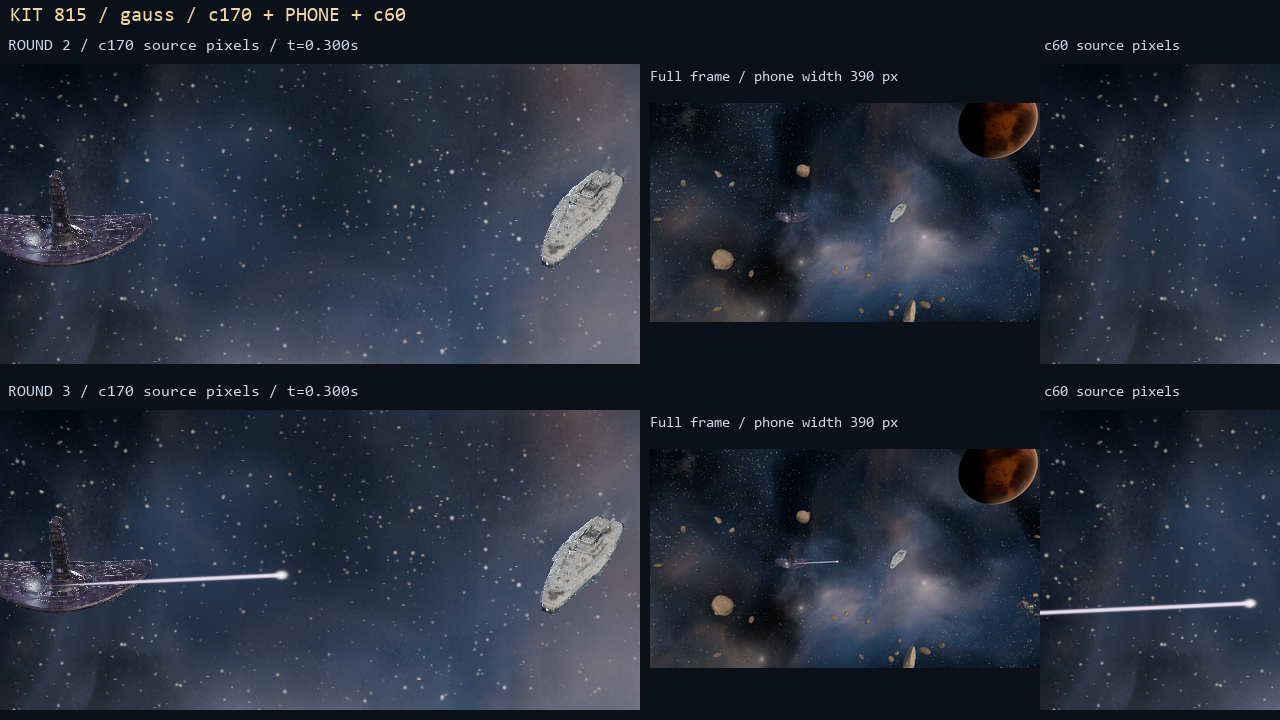 KIT 815 / gauss / c170 + PHONE + c60
ROUND 2 / c170 source pixels / t=0.300s
c60 source pixels
Full frame / phone width 390 px
ROUND 3 / c170 source pixels / t=0.300s
c60 source pixels
Full frame / phone width 390 px